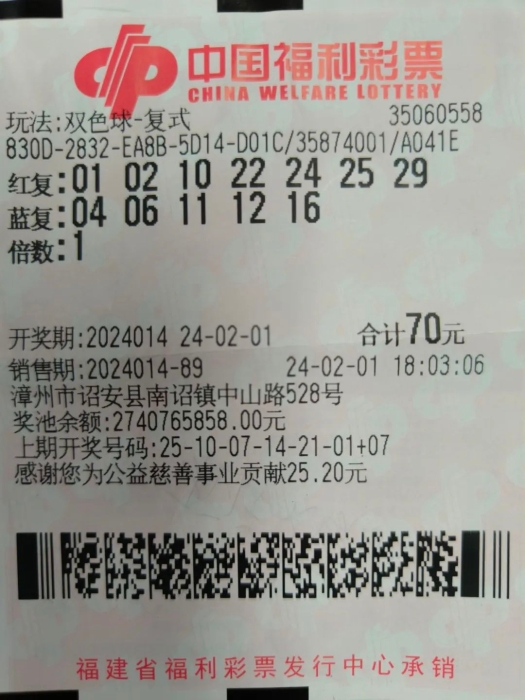 中国福利彩票
CHINA WELFARE LOTTERY
玩法:双色球-复式 35060558
830D-2832-EA8B-5D14-D01C/35874001/A041E
红复:01 02 10 22 24 25 29
蓝复:04 06 11 12 16
倍数:1
开奖期:2024014 24-02-01 合计70元
销售期:2024014-89 24-02-01 18:03:06
漳州市诏安县南诏镇中山路528号
奖池余额:2740765858.00元
上期开奖号码:25-10-07-14-21-01+07
感谢您为公益慈善事业贡献25.20元
福建省福利彩票发行中心承销